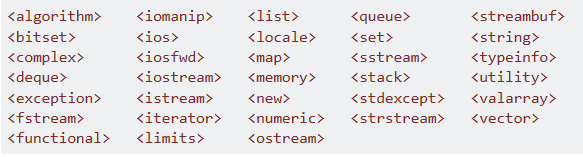 <algorithm> <iomanip> <list> <queue> <streambuf>
<bitset> <ios> <locale> <set> <string>
<complex> <iosfwd> <map> <sstream> <typeinfo>
<deque> <iostream> <memory> <stack> <utility>
<exception> <istream> <new> <stdexcept> <valarray>
<fstream> <iterator> <numeric> <strstream> <vector>
<functional> <limits> <ostream>